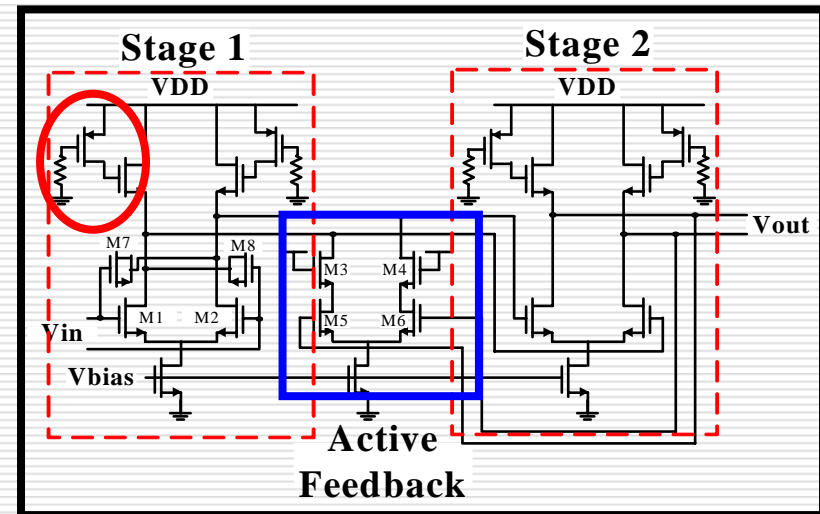 Stage 1
Stage 2
VDD
VDD
Vout
M7
M8
M3
M4
M1
M2
M5
M6
Vin
Vbias
Active
Feedback